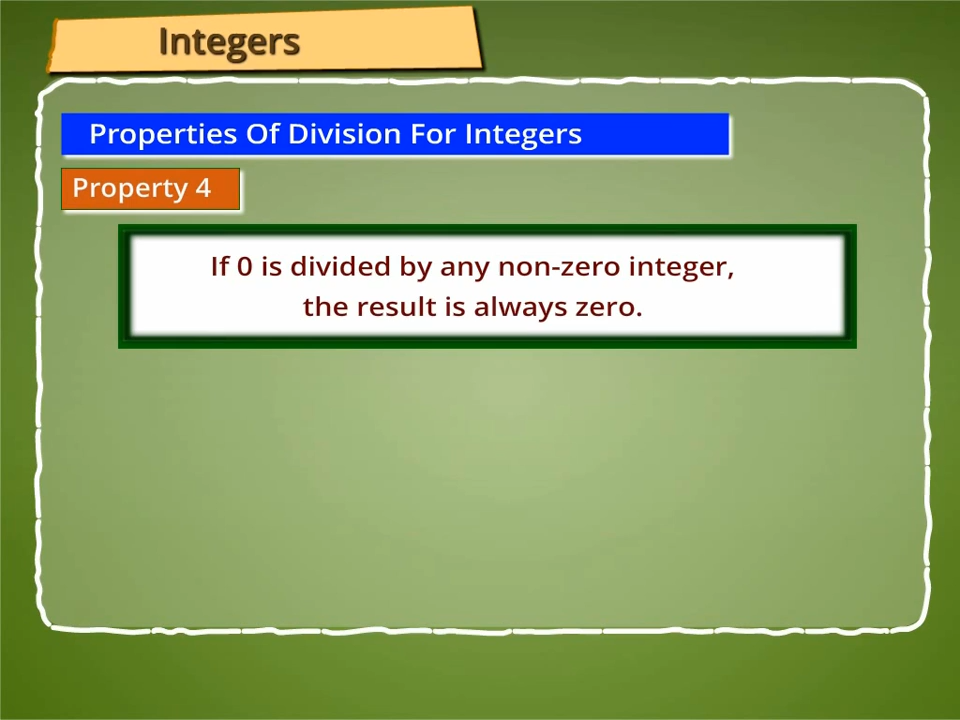 Integers
Properties Of Division For Integers
Property 4
If 0 is divided by any non-zero integer,
the result is always zero.